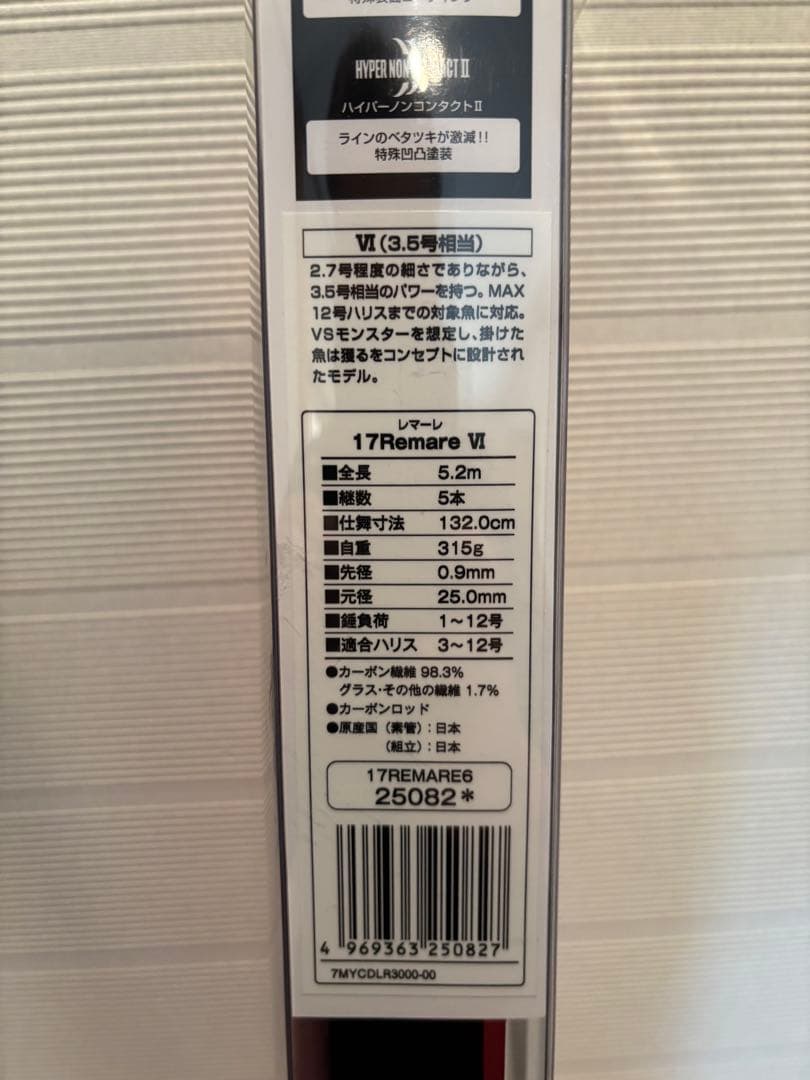 HYPER NON CT II
ハイパーノンコンタクトⅡ
ラインのベタツキが激減!!
特殊凹凸塗装
Ⅵ(3.5号相当)
2.7号程度の細さでありながら、
3.5号相当のパワーを持つ。MAX
12号ハリスまでの対象魚に対応。
VSモンスターを想定し、掛けた
魚は獲るをコンセプトに設計され
たモデル。
レマーレ
17Remare Ⅵ
■全長 5.2m
■継数 5本
■仕舞寸法 132.0cm
■自重 315g
■先径 0.9mm
■元径 25.0mm
■錘負荷 1〜12号
■適合ハリス 3〜12号
●カーボン繊維 98.3%
グラス・その他の繊維 1.7%
●カーボンロッド
●原産国(素管):日本
(組立):日本
17REMARE6
25082*
4 969363 250827
7MYCDLR3000-00